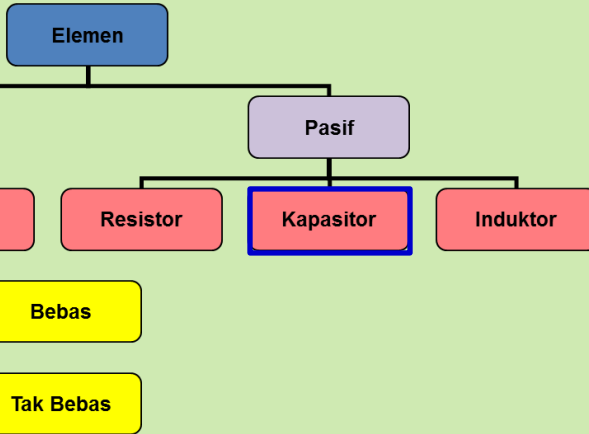 Elemen
Pasif
Resistor
Kapasitor
Induktor
Bebas
Tak Bebas